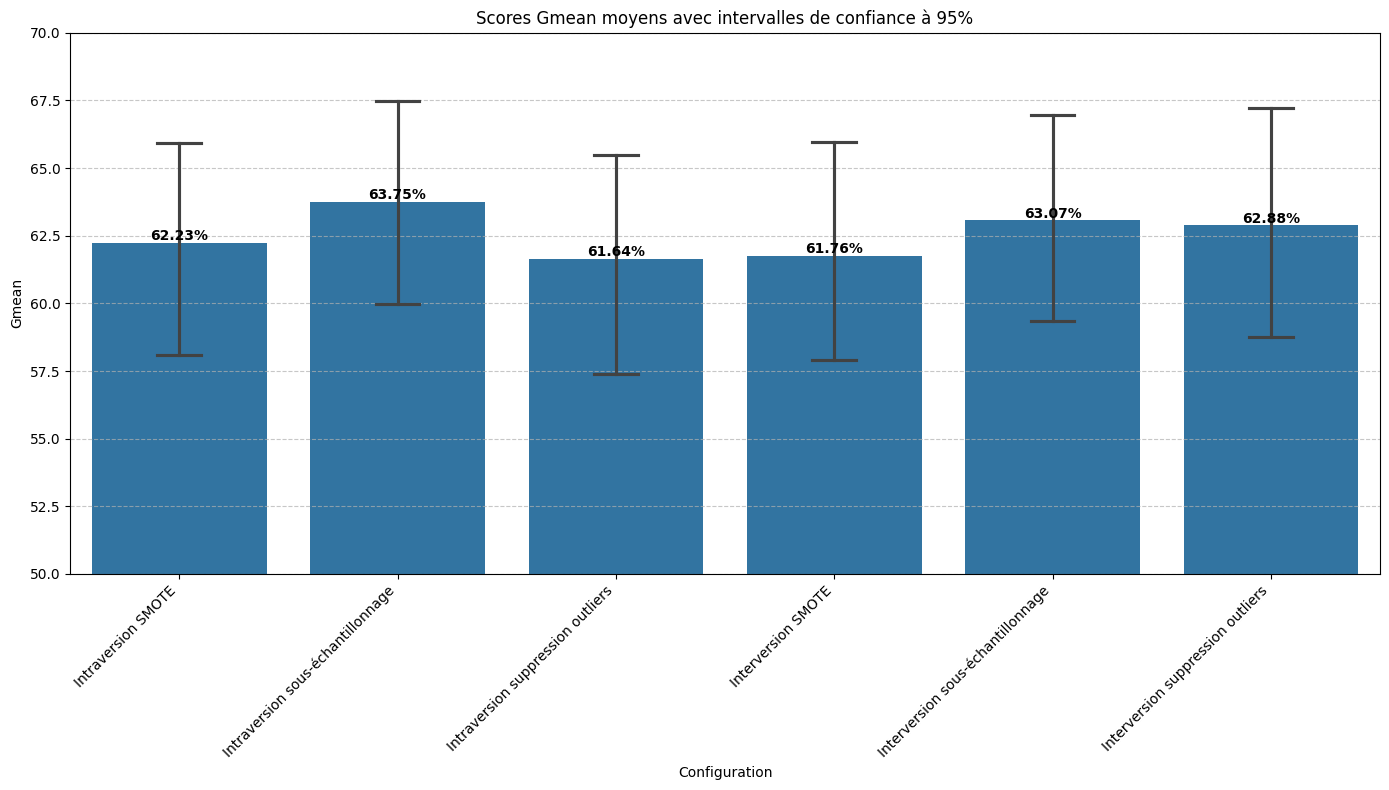 Scores Gmean moyens avec intervalles de confiance à 95%
70.0
67.5
65.0
62.5
60.0
57.5
55.0
52.5
50.0
Gmean
62.23%
63.75%
61.64%
61.76%
63.07%
62.88%
Intraversion SMOTE
Intraversion sous-échantillonnage
Intraversion suppression outliers
Interversion SMOTE
Interversion sous-échantillonnage
Interversion suppression outliers
Configuration